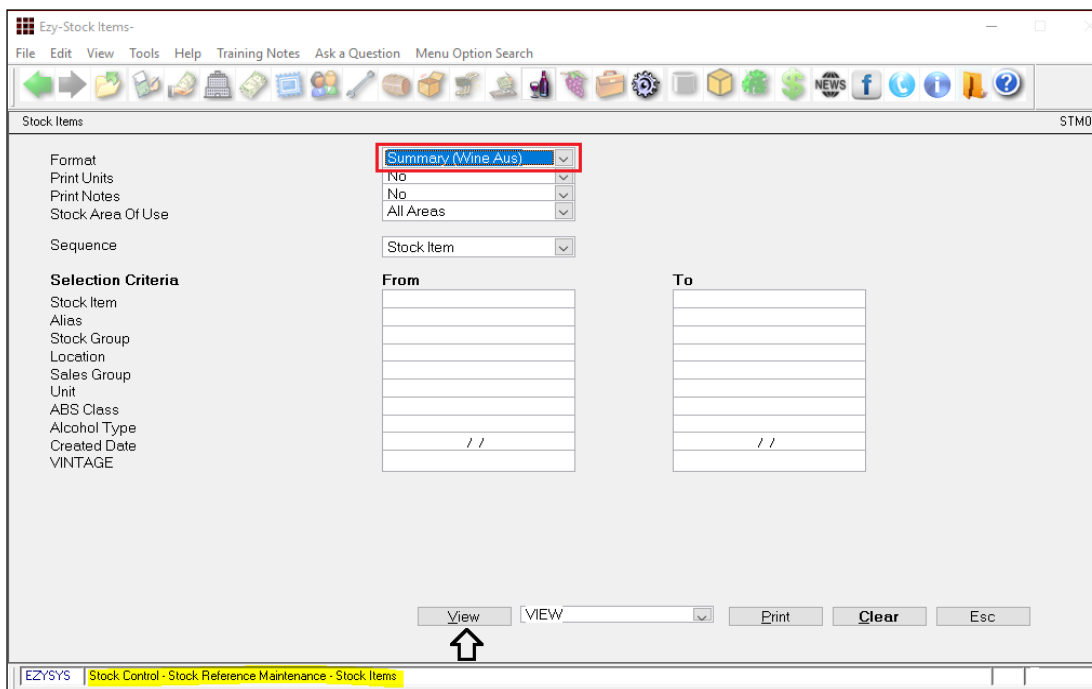 Ezy-Stock Items-
File Edit View Tools Help Training Notes Ask a Question Menu Option Search
NEWS f i ?
Stock Items STM0
Format Summary (Wine Aus)
Print Units No
Print Notes No
Stock Area Of Use All Areas
Sequence Stock Item
Selection Criteria From To
Stock Item
Alias
Stock Group
Location
Sales Group
Unit
ABS Class
Alcohol Type
Created Date / / / /
VINTAGE
View VIEW Print Clear Esc
EZYSYS Stock Control - Stock Reference Maintenance - Stock Items